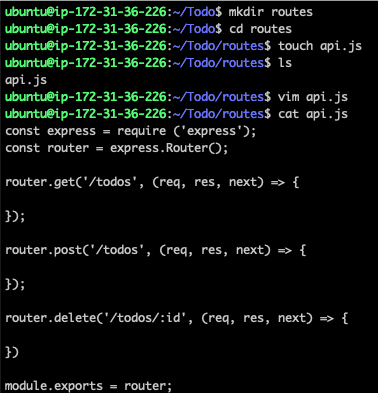 ubuntu@ip-172-31-36-226:~/Todo$ mkdir routes
ubuntu@ip-172-31-36-226:~/Todo$ cd routes
ubuntu@ip-172-31-36-226:~/Todo/routes$ touch api.js
ubuntu@ip-172-31-36-226:~/Todo/routes$ ls
api.js
ubuntu@ip-172-31-36-226:~/Todo/routes$ vim api.js
ubuntu@ip-172-31-36-226:~/Todo/routes$ cat api.js
const express = require ('express');
const router = express.Router();

router.get('/todos', (req, res, next) => {

});

router.post('/todos', (req, res, next) => {

});

router.delete('/todos/:id', (req, res, next) => {

})

module.exports = router;